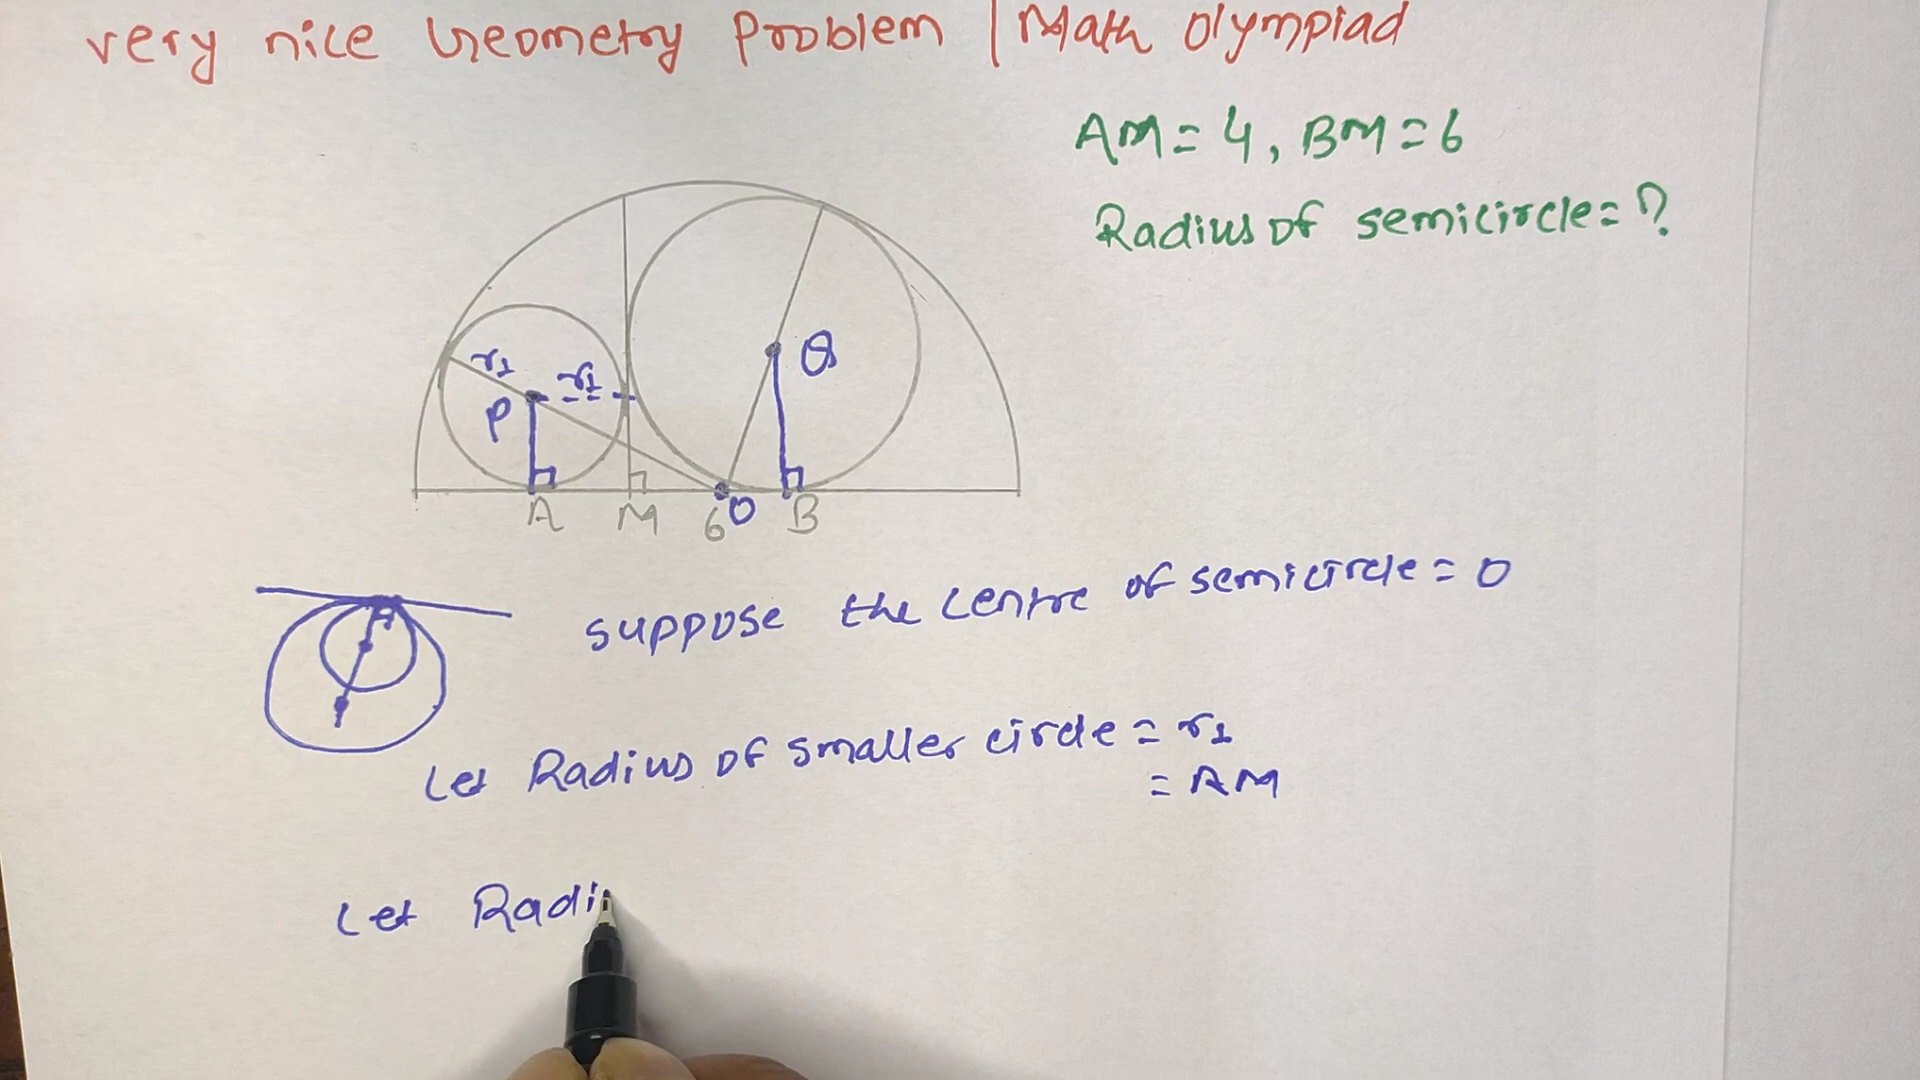 very nice Geometry Problem | Math Olympiad
AM = 4, BM = 6
Radius of semicircle = ?
r1
r1
P
Q
A M 6 O B
suppose the centre of semicircle = O
Let Radius of smaller circle = r1
= AM
Let Radi